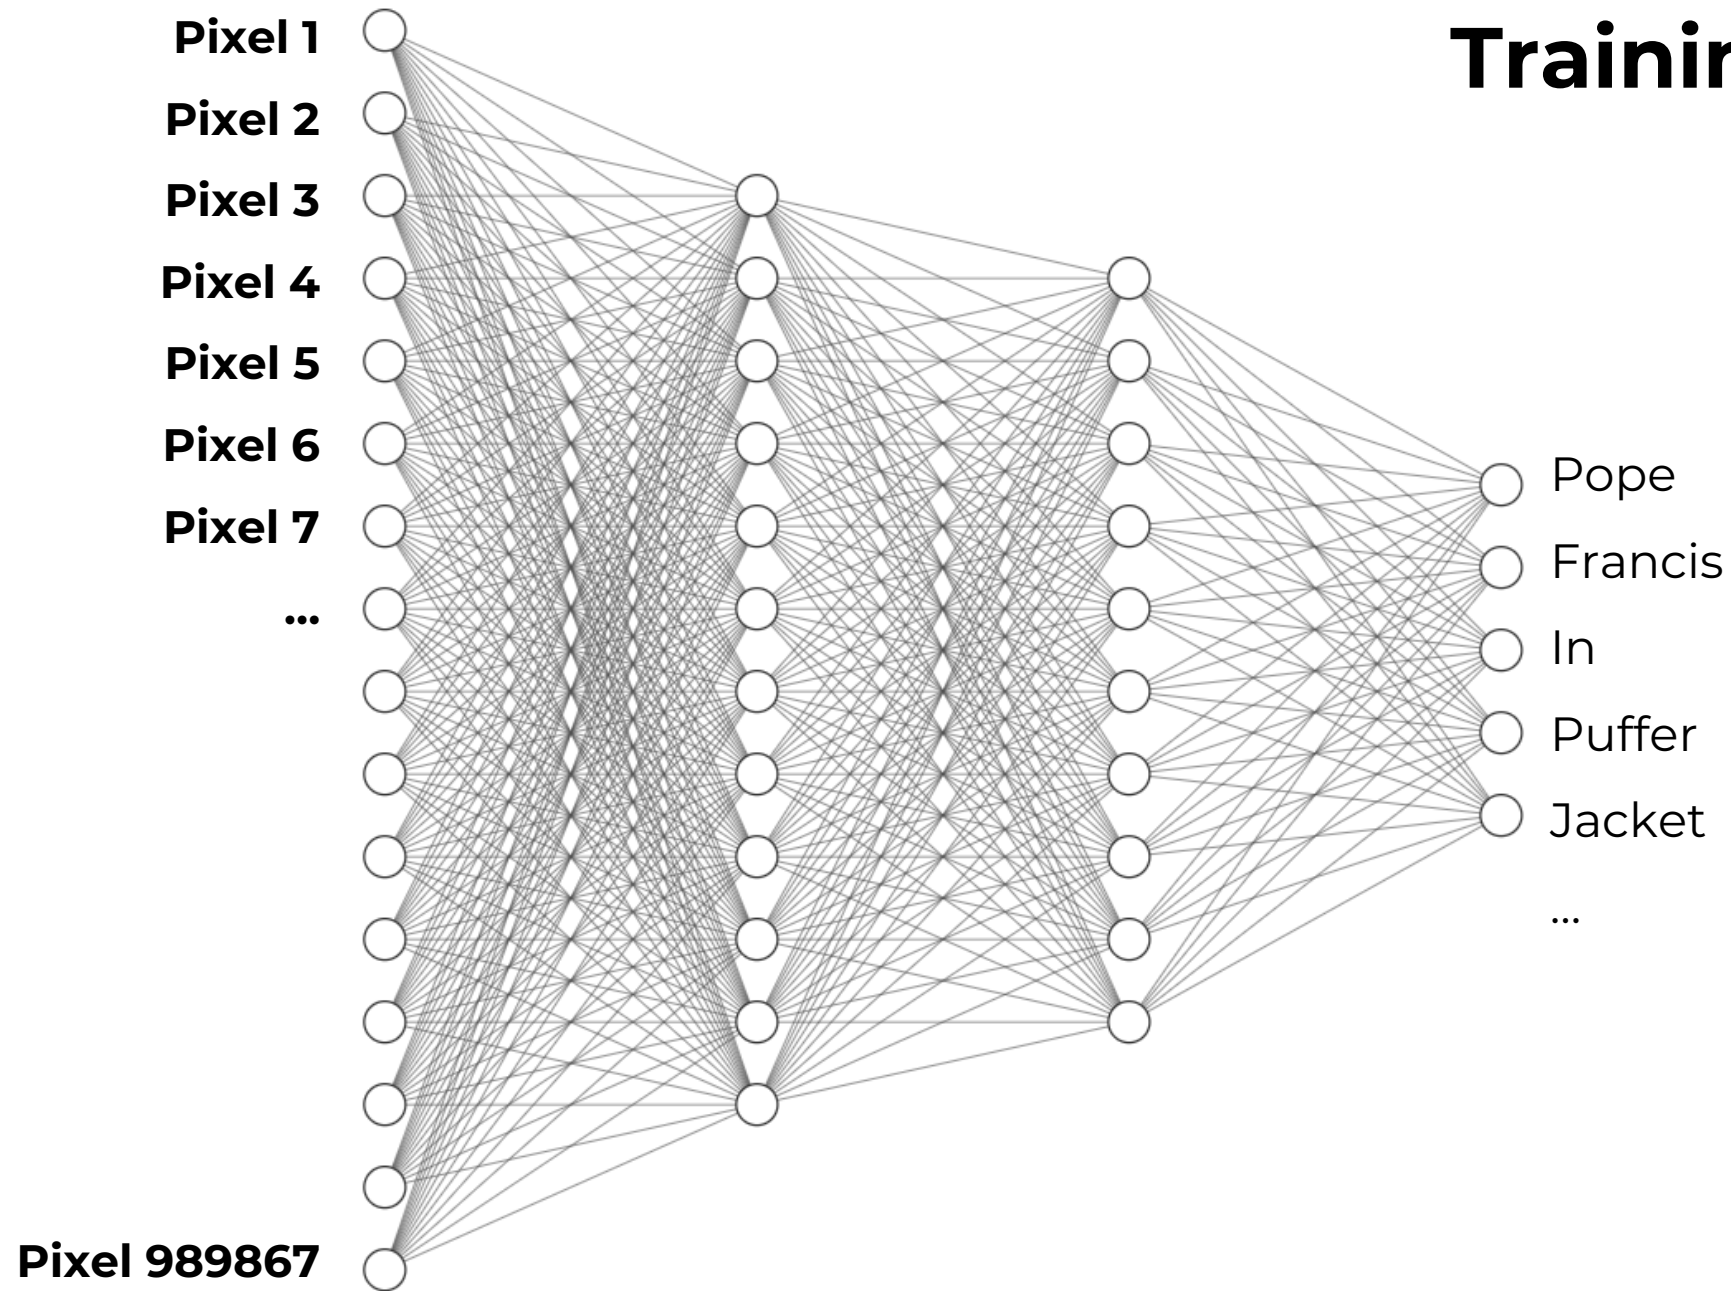 Trainin
Pixel 1
Pixel 2
Pixel 3
Pixel 4
Pixel 5
Pixel 6
Pixel 7
...
Pixel 989867
Pope
Francis
In
Puffer
Jacket
...